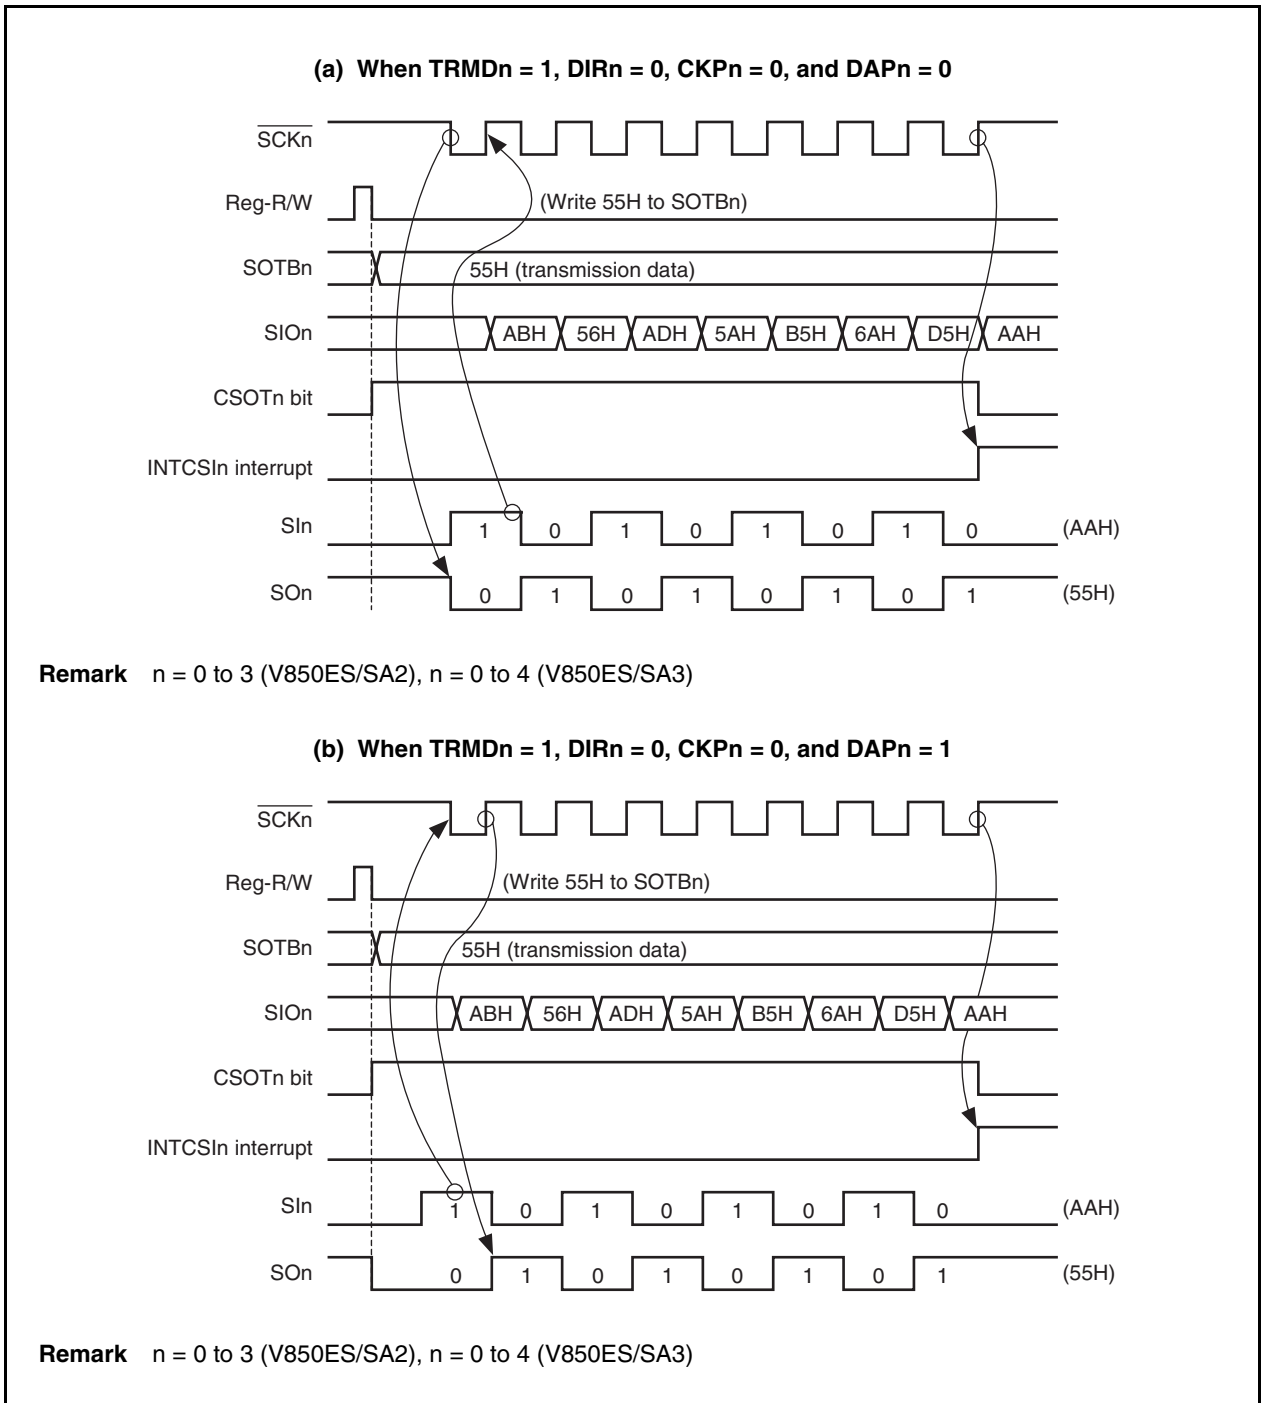 (a) When TRMDn = 1, DIRn = 0, CKPn = 0, and DAPn = 0
SCKn
Reg-R/W
(Write 55H to SOTBn)
SOTBn
55H (transmission data)
SIOn
ABH 56H ADH 5AH B5H 6AH D5H AAH
CSOTn bit
INTCSIn interrupt
SIn
1 0 1 0 1 0 1 0 (AAH)
SOn
0 1 0 1 0 1 0 1 (55H)
Remark n = 0 to 3 (V850ES/SA2), n = 0 to 4 (V850ES/SA3)
(b) When TRMDn = 1, DIRn = 0, CKPn = 0, and DAPn = 1
SCKn
Reg-R/W
(Write 55H to SOTBn)
SOTBn
55H (transmission data)
SIOn
ABH 56H ADH 5AH B5H 6AH D5H AAH
CSOTn bit
INTCSIn interrupt
SIn
1 0 1 0 1 0 1 0 (AAH)
SOn
0 1 0 1 0 1 0 1 (55H)
Remark n = 0 to 3 (V850ES/SA2), n = 0 to 4 (V850ES/SA3)